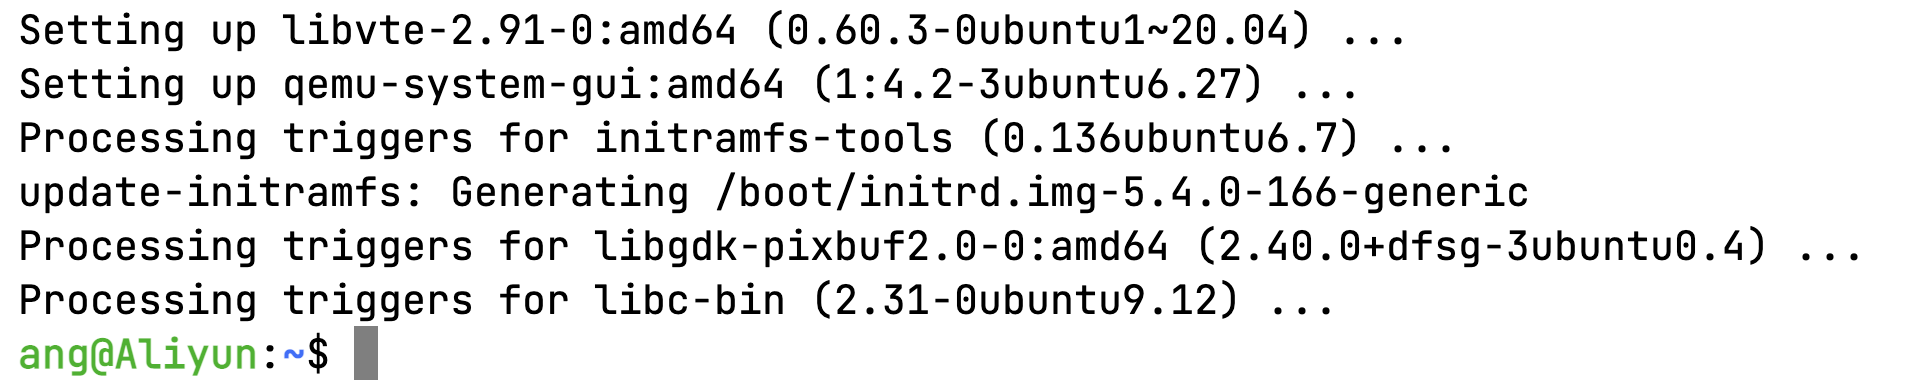 Setting up libvte-2.91-0:amd64 (0.60.3-0ubuntu1~20.04) ...
Setting up qemu-system-gui:amd64 (1:4.2-3ubuntu6.27) ...
Processing triggers for initramfs-tools (0.136ubuntu6.7) ...
update-initramfs: Generating /boot/initrd.img-5.4.0-166-generic
Processing triggers for libgdk-pixbuf2.0-0:amd64 (2.40.0+dfsg-3ubuntu0.4) ...
Processing triggers for libc-bin (2.31-0ubuntu9.12) ...
ang@Aliyun:~$